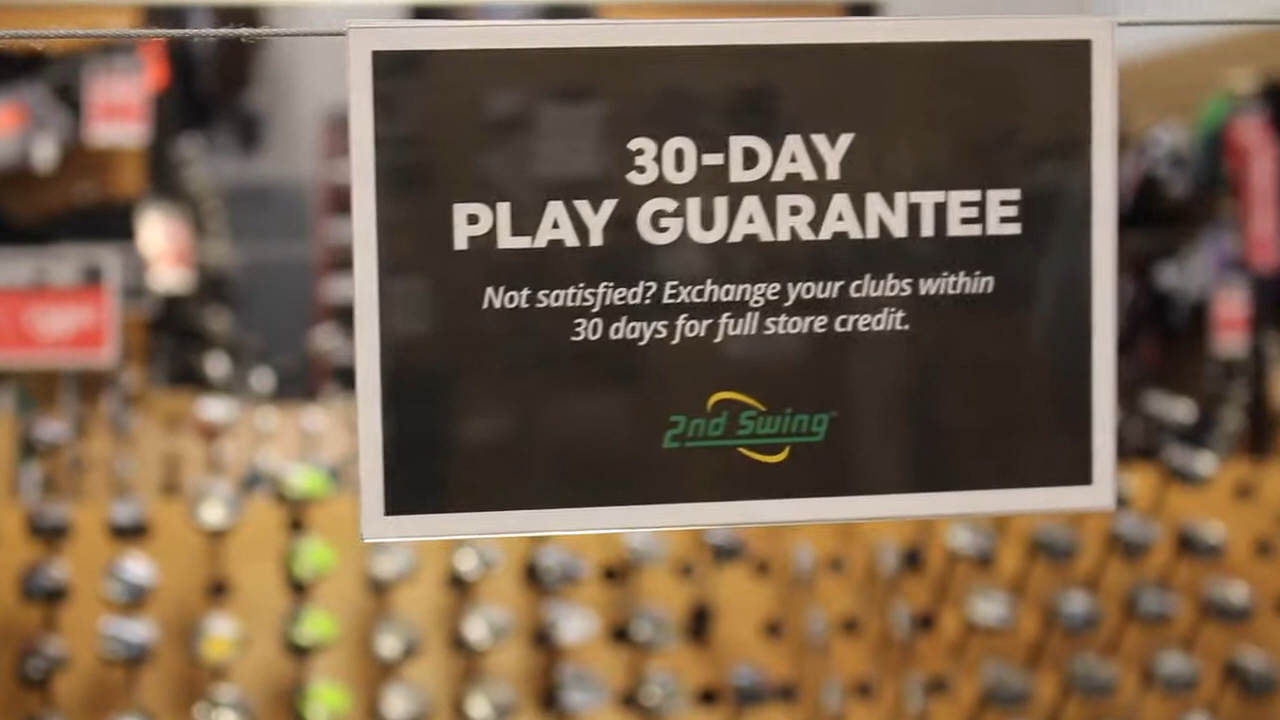 30-DAY
PLAY GUARANTEE
Not satisfied? Exchange your clubs within
30 days for full store credit.
2nd Swing